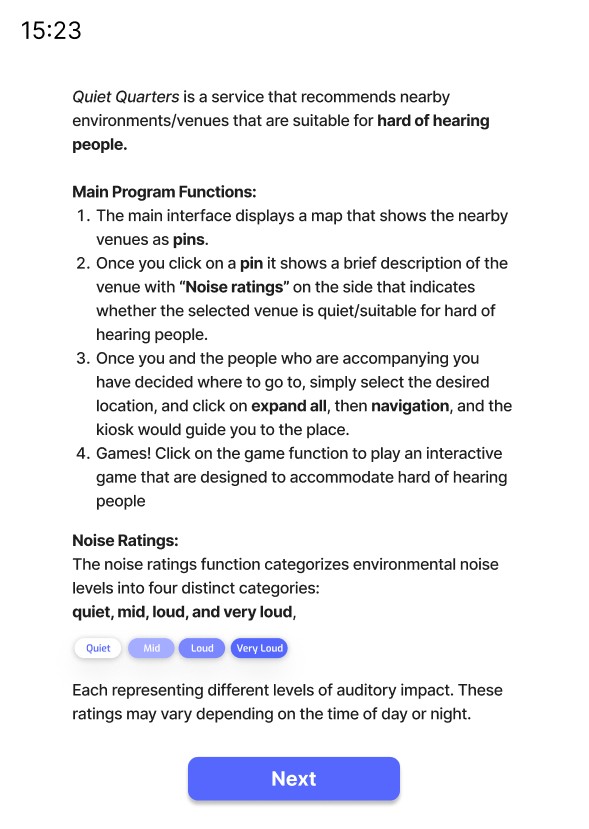 15:23
Quiet Quarters is a service that recommends nearby
environments/venues that are suitable for hard of hearing
people.
Main Program Functions:
1. The main interface displays a map that shows the nearby
venues as pins.
2. Once you click on a pin it shows a brief description of the
venue with “Noise ratings” on the side that indicates
whether the selected venue is quiet/suitable for hard of
hearing people.
3. Once you and the people who are accompanying you
have decided where to go to, simply select the desired
location, and click on expand all, then navigation, and the
kiosk would guide you to the place.
4. Games! Click on the game function to play an interactive
game that are designed to accommodate hard of hearing
people
Noise Ratings:
The noise ratings function categorizes environmental noise
levels into four distinct categories:
quiet, mid, loud, and very loud,
Quiet Mid Loud Very Loud
Each representing different levels of auditory impact. These
ratings may vary depending on the time of day or night.
Next